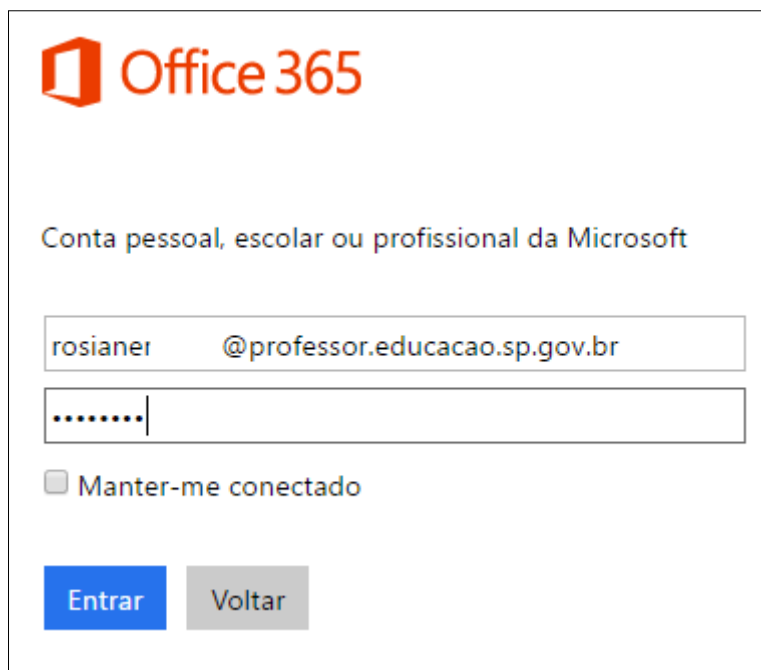 Office 365
Conta pessoal, escolar ou profissional da Microsoft
rosianer @professor.educacao.sp.gov.br
••••••••
Manter-me conectado
Entrar Voltar